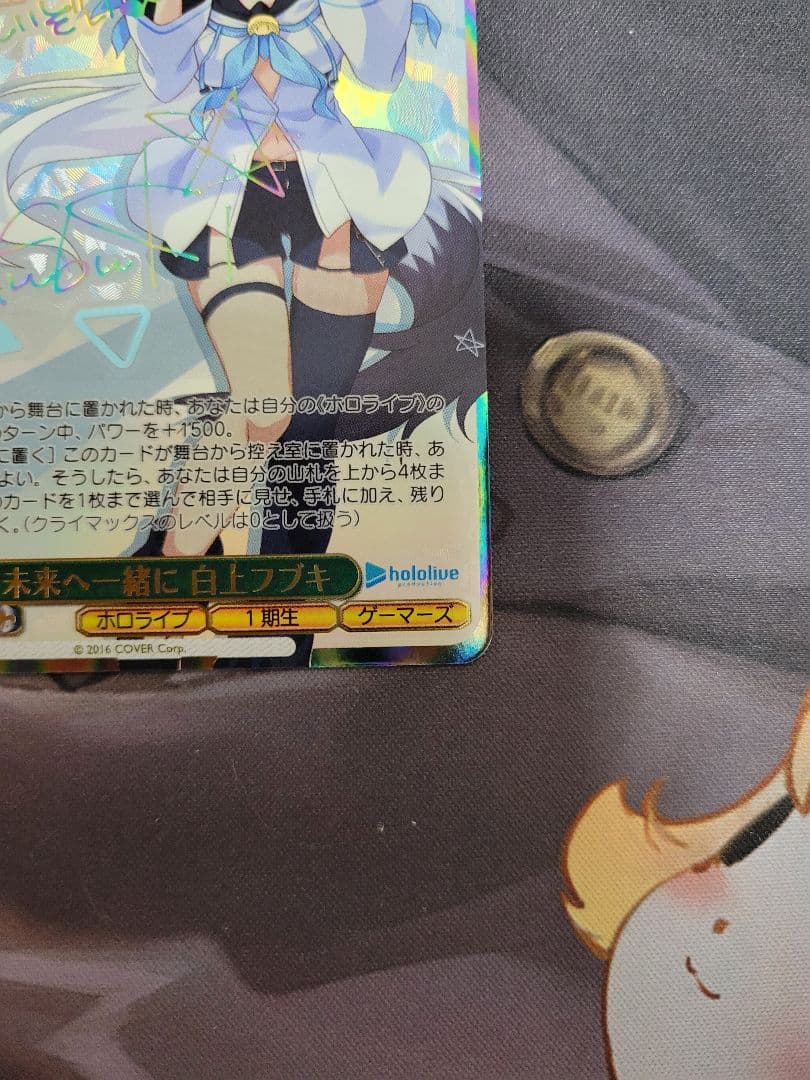 から舞台に置かれた時、あなたは自分の《ホロライブ》の
のターン中、パワーを＋1500。
に置く］このカードが舞台から控え室に置かれた時、あ
よい。そうしたら、あなたは自分の山札を上から4枚ま
のカードを1枚まで選んで相手に見せ、手札に加え、残り
く。（クライマックスのレベルは0として扱う）
未来へ一緒に 白上フブキ
hololive
production
ホロライブ 1期生 ゲーマーズ
© 2016 COVER Corp.